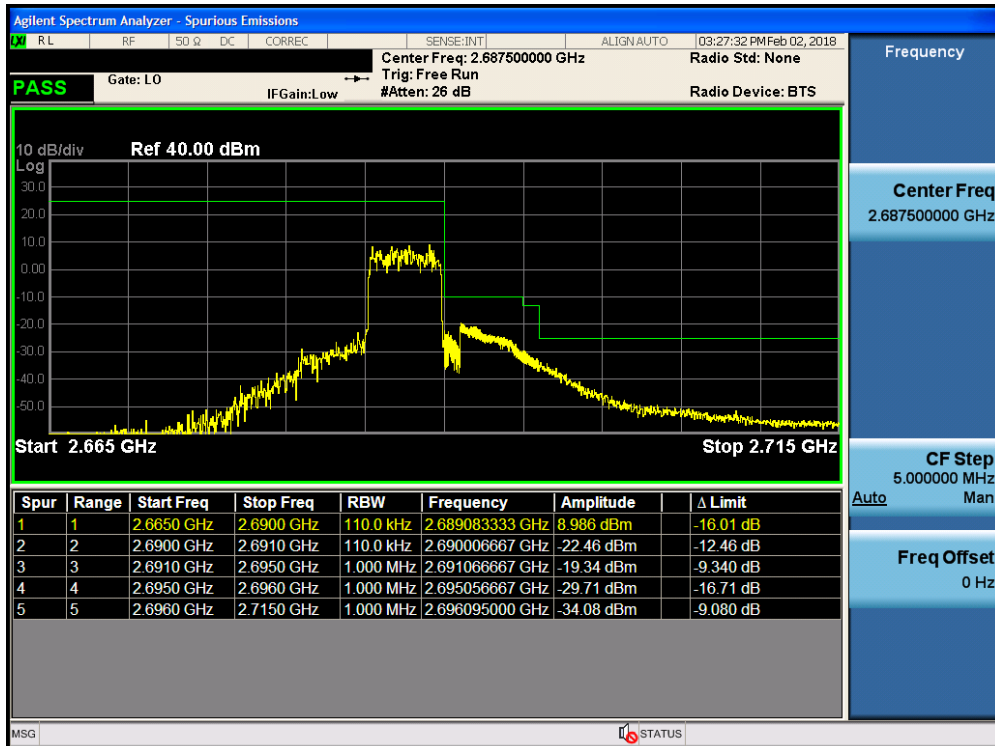 Agilent Spectrum Analyzer - Spurious Emissions
LXI RL RF 50 Ω DC CORREC SENSE:INT ALIGN AUTO 03:27:32 PM Feb 02, 2018
Center Freq: 2.687500000 GHz Radio Std: None
PASS Gate: LO Trig: Free Run
IFGain:Low #Atten: 26 dB Radio Device: BTS
10 dB/div Ref 40.00 dBm
Log
30.0
20.0
10.0
0.00
-10.0
-20.0
-30.0
-40.0
-50.0
Start 2.665 GHz Stop 2.715 GHz
Spur Range Start Freq Stop Freq RBW Frequency Amplitude Δ Limit
1 1 2.6650 GHz 2.6900 GHz 110.0 kHz 2.689083333 GHz 8.986 dBm -16.01 dB
2 2 2.6900 GHz 2.6910 GHz 110.0 kHz 2.690006667 GHz -22.46 dBm -12.46 dB
3 3 2.6910 GHz 2.6950 GHz 1.000 MHz 2.691066667 GHz -19.34 dBm -9.340 dB
4 4 2.6950 GHz 2.6960 GHz 1.000 MHz 2.695056667 GHz -29.71 dBm -16.71 dB
5 5 2.6960 GHz 2.7150 GHz 1.000 MHz 2.696095000 GHz -34.08 dBm -9.080 dB
MSG STATUS
Frequency
Center Freq
2.687500000 GHz
CF Step
5.000000 MHz
Auto Man
Freq Offset
0 Hz